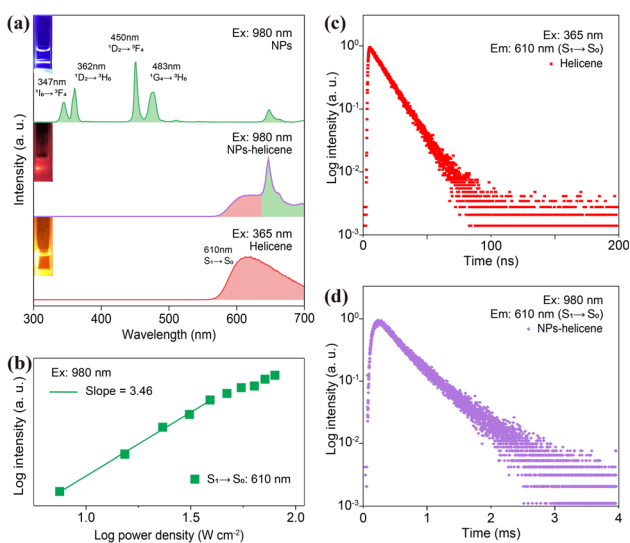 (a)
Ex: 980 nm
NPs
347nm
¹I₆→³F₄
362nm
¹D₂→³H₆
450nm
¹D₂→³F₄
483nm
¹G₄→³H₆
Ex: 980 nm
NPs-helicene
Ex: 365 nm
Helicene
610nm
S₁→S₀
Intensity (a. u.)
300
400
500
600
700
Wavelength (nm)
(b)
Ex: 980 nm
Slope = 3.46
S₁→S₀: 610 nm
Log intensity (a. u.)
1.0
1.5
2.0
Log power density (W cm⁻²)
(c)
Ex: 365 nm
Em: 610 nm (S₁→S₀)
Helicene
Log intensity (a. u.)
10⁰
10⁻¹
10⁻²
10⁻³
0
100
200
Time (ns)
(d)
Ex: 980 nm
Em: 610 nm (S₁→S₀)
NPs-helicene
Log intensity (a. u.)
10⁰
10⁻¹
10⁻²
10⁻³
0
1
2
3
4
Time (ms)